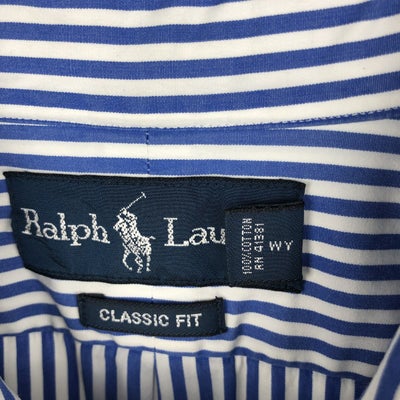 Ralph Lau
100% COTTON
RN 41381
WY
CLASSIC FIT